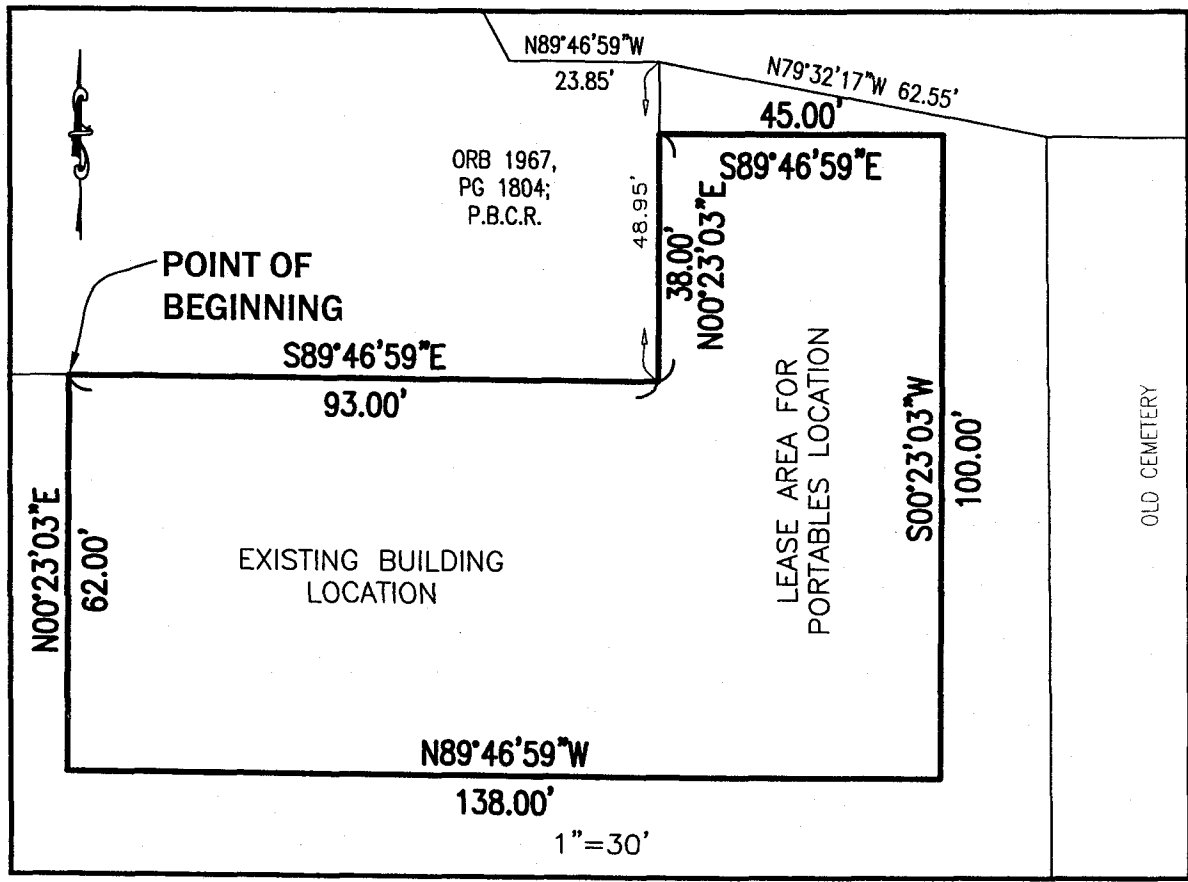 N89°46'59"W
23.85'
N79°32'17"W 62.55'
45.00'
S89°46'59"E
ORB 1967,
PG 1804;
P.B.C.R.
48.95'
38.00'
N00°23'03"E
POINT OF
BEGINNING
S89°46'59"E
93.00'
LEASE AREA FOR
PORTABLES LOCATION
S00°23'03"W
100.00'
OLD CEMETERY
N00°23'03"E
62.00'
EXISTING BUILDING
LOCATION
N89°46'59"W
138.00'
1"=30'